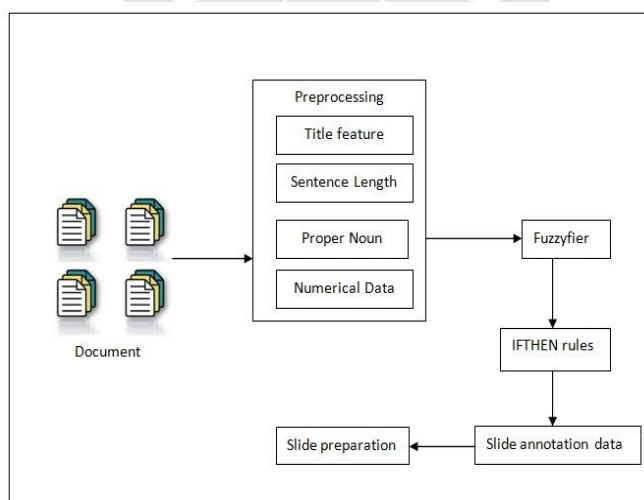 Preprocessing
Title feature
Sentence Length
Proper Noun
Numerical Data
Document
Fuzzyfier
IFTHEN rules
Slide annotation data
Slide preparation